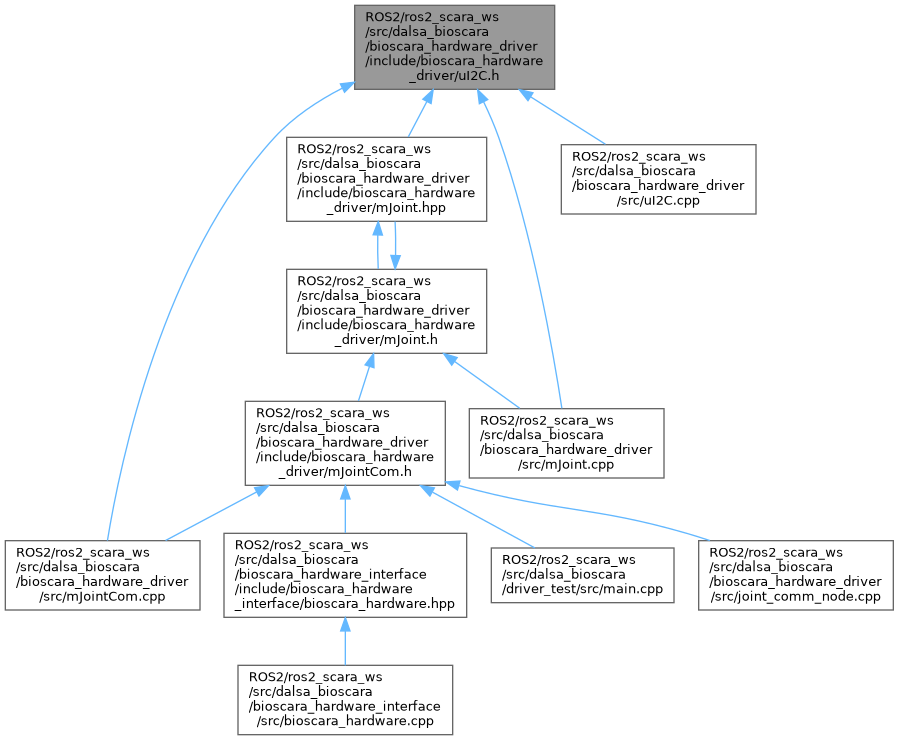 ROS2/ros2_scara_ws
/src/dalsa_bioscara
/bioscara_hardware_driver
/include/bioscara_hardware
_driver/uI2C.h
ROS2/ros2_scara_ws
/src/dalsa_bioscara
/bioscara_hardware_driver
/include/bioscara_hardware
_driver/mJoint.hpp
ROS2/ros2_scara_ws
/src/dalsa_bioscara
/bioscara_hardware_driver
/src/uI2C.cpp
ROS2/ros2_scara_ws
/src/dalsa_bioscara
/bioscara_hardware_driver
/include/bioscara_hardware
_driver/mJoint.h
ROS2/ros2_scara_ws
/src/dalsa_bioscara
/bioscara_hardware_driver
/include/bioscara_hardware
_driver/mJointCom.h
ROS2/ros2_scara_ws
/src/dalsa_bioscara
/bioscara_hardware_driver
/src/mJoint.cpp
ROS2/ros2_scara_ws
/src/dalsa_bioscara
/bioscara_hardware_driver
/src/mJointCom.cpp
ROS2/ros2_scara_ws
/src/dalsa_bioscara
/bioscara_hardware_interface
/include/bioscara_hardware
_interface/bioscara_hardware.hpp
ROS2/ros2_scara_ws
/src/dalsa_bioscara
/driver_test/src/main.cpp
ROS2/ros2_scara_ws
/src/dalsa_bioscara
/bioscara_hardware_driver
/src/joint_comm_node.cpp
ROS2/ros2_scara_ws
/src/dalsa_bioscara
/bioscara_hardware_interface
/src/bioscara_hardware.cpp